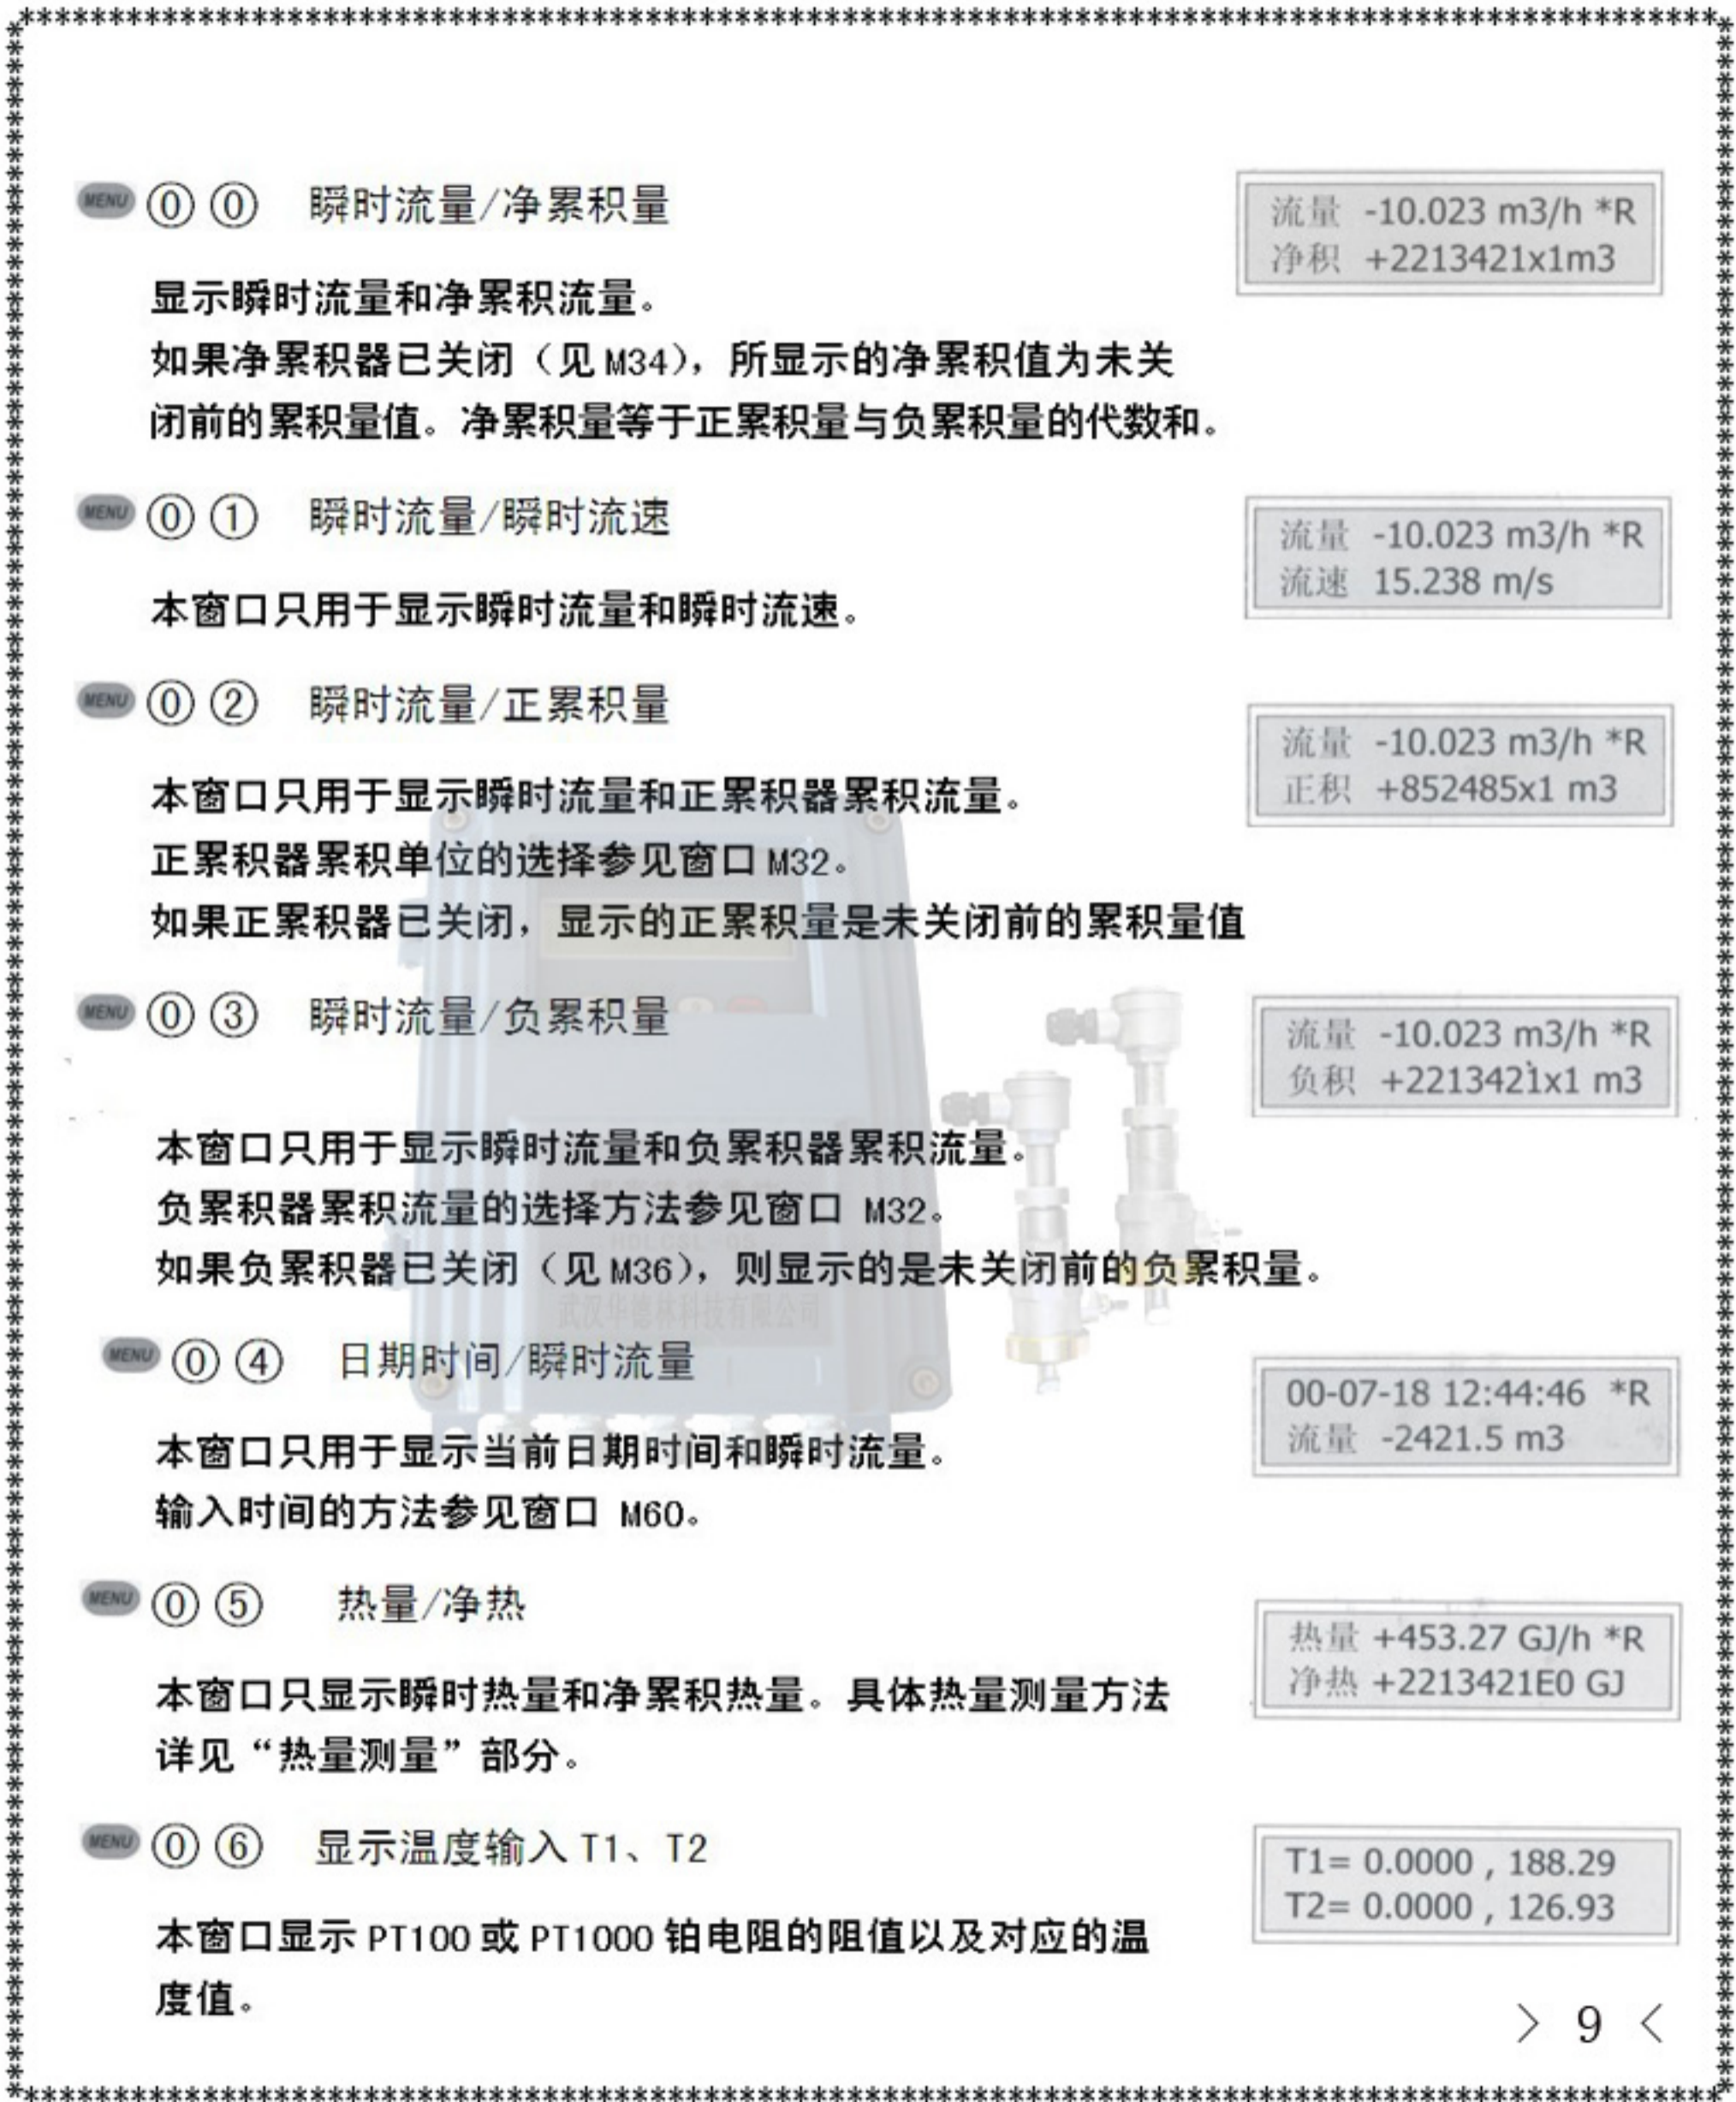 MENU ⓪ ⓪ 瞬时流量/净累积量
流量 -10.023 m3/h *R
净积 +2213421x1m3
显示瞬时流量和净累积流量。
如果净累积器已关闭（见 M34），所显示的净累积值为未关
闭前的累积量值。净累积量等于正累积量与负累积量的代数和。
MENU ⓪ ① 瞬时流量/瞬时流速
流量 -10.023 m3/h *R
流速 15.238 m/s
本窗口只用于显示瞬时流量和瞬时流速。
MENU ⓪ ② 瞬时流量/正累积量
流量 -10.023 m3/h *R
正积 +852485x1 m3
本窗口只用于显示瞬时流量和正累积器累积流量。
正累积器累积单位的选择参见窗口 M32。
如果正累积器已关闭，显示的正累积量是未关闭前的累积量值
MENU ⓪ ③ 瞬时流量/负累积量
流量 -10.023 m3/h *R
负积 +2213421x1 m3
本窗口只用于显示瞬时流量和负累积器累积流量。
负累积器累积流量的选择方法参见窗口 M32。
如果负累积器已关闭（见 M36），则显示的是未关闭前的负累积量。
武汉华德林科技有限公司
MENU ⓪ ④ 日期时间/瞬时流量
00-07-18 12:44:46 *R
流量 -2421.5 m3
本窗口只用于显示当前日期时间和瞬时流量。
输入时间的方法参见窗口 M60。
MENU ⓪ ⑤ 热量/净热
热量 +453.27 GJ/h *R
净热 +2213421E0 GJ
本窗口只显示瞬时热量和净累积热量。具体热量测量方法
详见“热量测量”部分。
MENU ⓪ ⑥ 显示温度输入 T1、T2
T1= 0.0000 , 188.29
T2= 0.0000 , 126.93
本窗口显示 PT100 或 PT1000 铂电阻的阻值以及对应的温
度值。
> 9 <